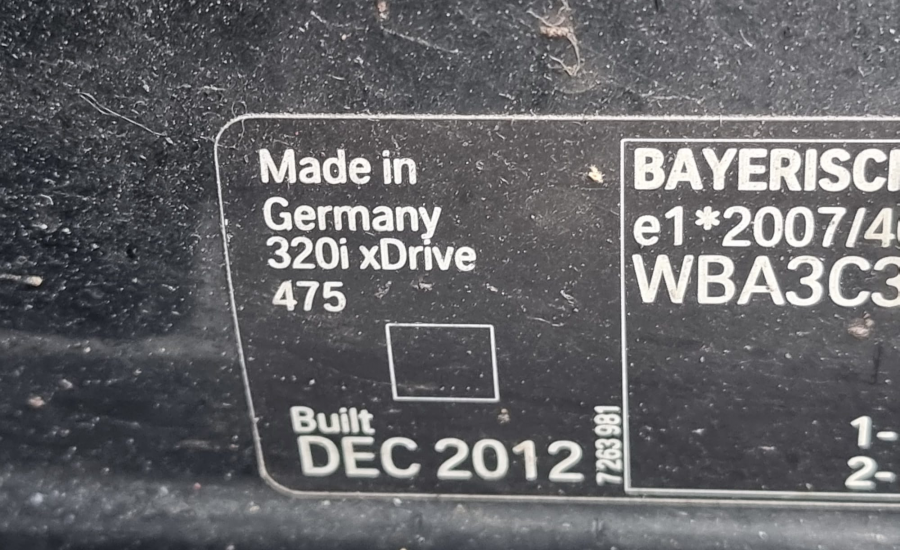 Made in
Germany
320i xDrive
475
Built
DEC 2012
7263981
BAYERISC
e1*2007/4
WBA3C3
1-
2-